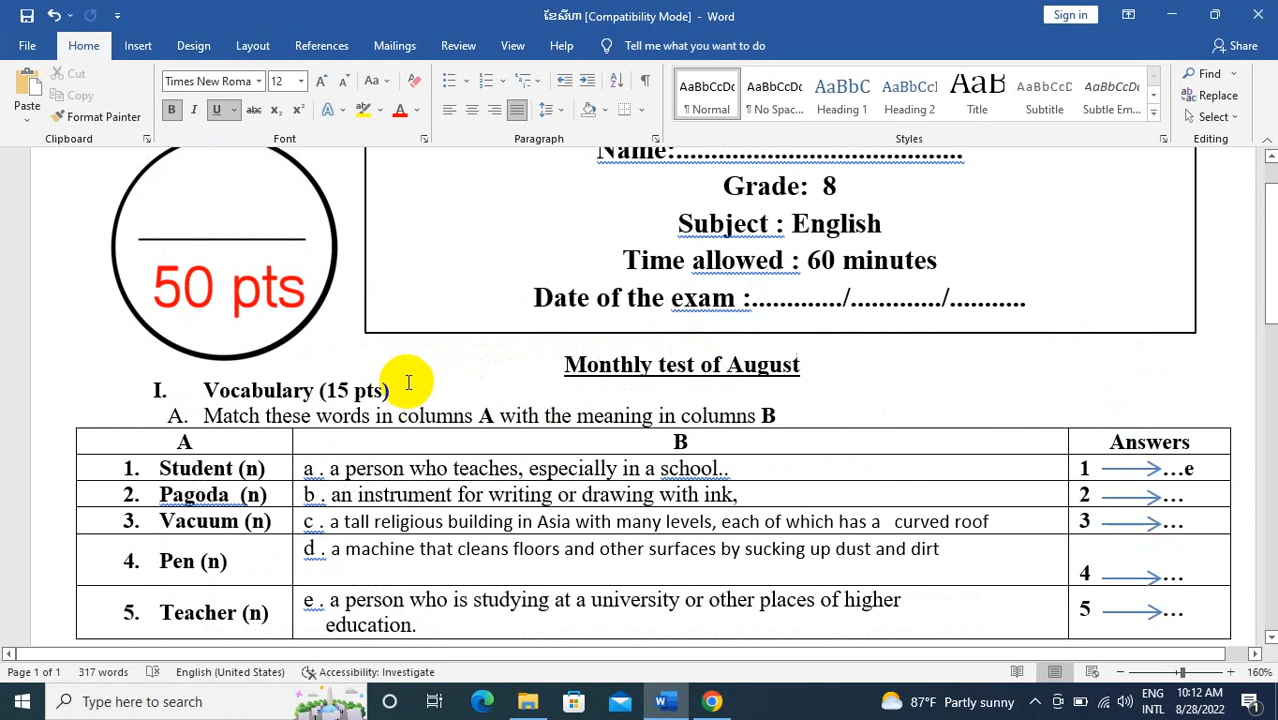 ខែសីហា [Compatibility Mode] - Word
Sign in
File Home Insert Design Layout References Mailings Review View Help Tell me what you want to do Share
Paste
Cut
Copy
Format Painter
Clipboard
Times New Roma 12
Font
Paragraph
AaBbCcDc AaBbCcDc AaBbC AaBbCc AaB AaBbCcC AaBbCcDc
¶ Normal ¶ No Spac... Heading 1 Heading 2 Title Subtitle Subtle Em...
Styles
Find
Replace
Select
Editing
Name:..........................................
Grade: 8
Subject : English
Time allowed : 60 minutes
Date of the exam :............./............./...........
50 pts
Monthly test of August
I. Vocabulary (15 pts)
A. Match these words in columns A with the meaning in columns B
A B Answers
1. Student (n) a . a person who teaches, especially in a school.. 1 …e
2. Pagoda (n) b . an instrument for writing or drawing with ink, 2 …
3. Vacuum (n) c . a tall religious building in Asia with many levels, each of which has a curved roof 3 …
4. Pen (n) d . a machine that cleans floors and other surfaces by sucking up dust and dirt 4 …
5. Teacher (n) e . a person who is studying at a university or other places of higher 5 …
education.
Page 1 of 1 317 words English (United States) Accessibility: Investigate 160%
Type here to search 87°F Partly sunny ENG INTL 10:12 AM 8/28/2022